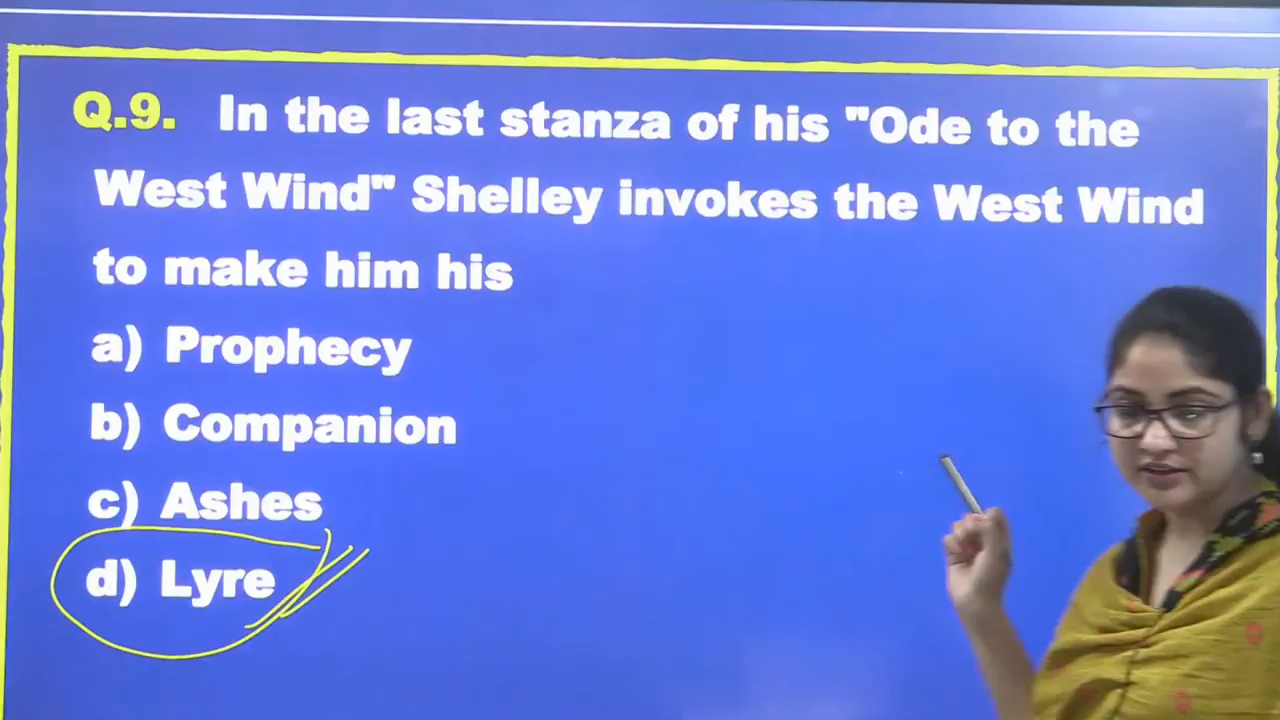 Q.9. In the last stanza of his "Ode to the
West Wind" Shelley invokes the West Wind
to make him his
a) Prophecy
b) Companion
c) Ashes
d) Lyre